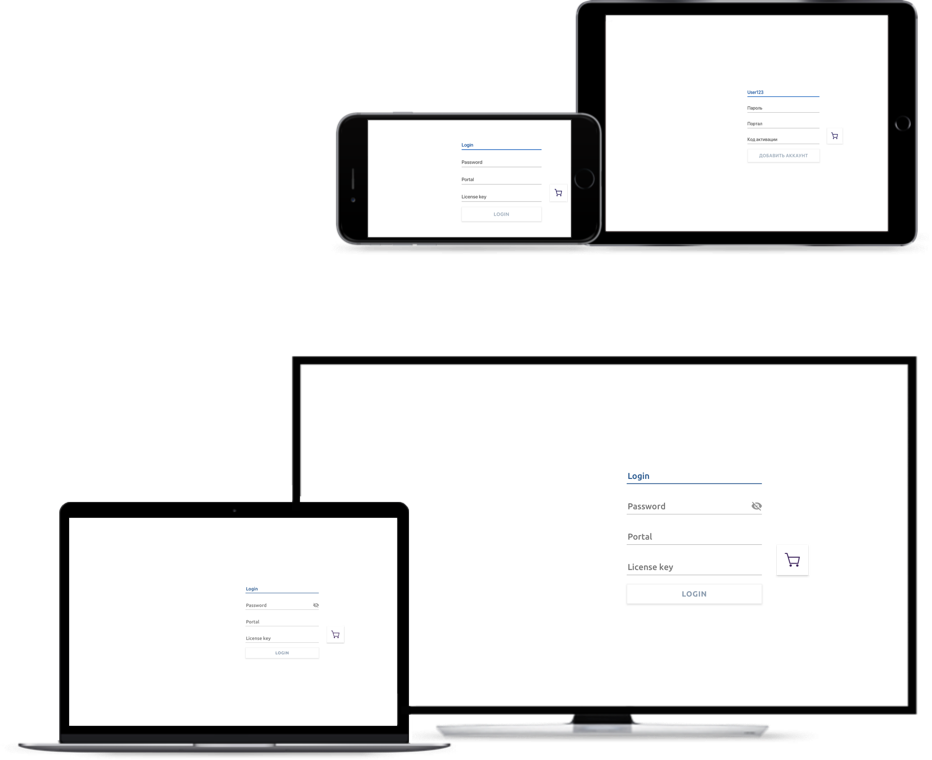 User123
Пароль
Портал
Код активации
ДОБАВИТЬ АККАУНТ
Login
Password
Portal
License key
LOGIN
Login
Password
Portal
License key
LOGIN
Login
Password
Portal
License key
LOGIN